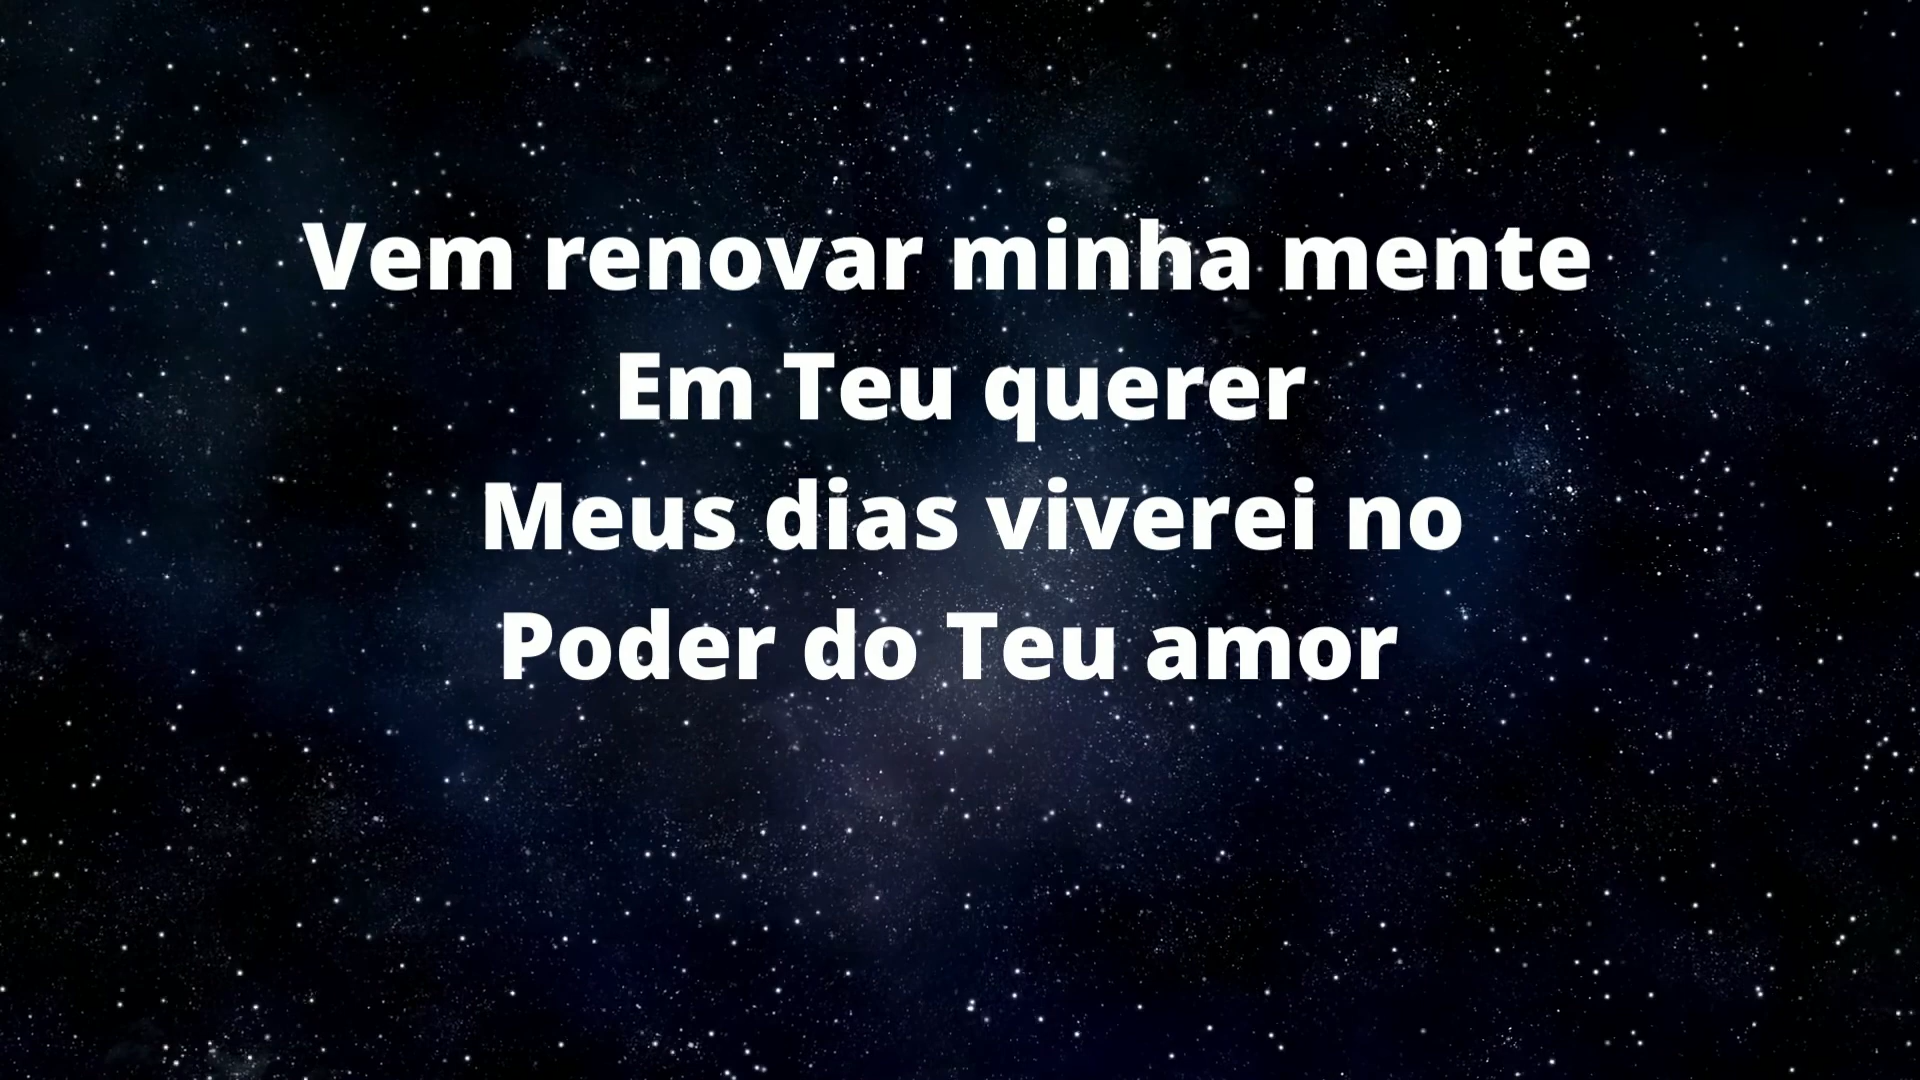 Vem renovar minha mente
Em Teu querer
Meus dias viverei no
Poder do Teu amor